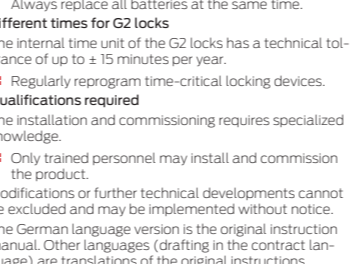 Always replace all batteries at the same time.
ifferent times for G2 locks
he internal time unit of the G2 locks has a technical tol-
rance of up to ± 15 minutes per year.
Regularly reprogram time-critical locking devices.
ualifications required
he installation and commissioning requires specialized
nowledge.
Only trained personnel may install and commission
the product.
odifications or further technical developments cannot
e excluded and may be implemented without notice.
he German language version is the original instruction
anual. Other languages (drafting in the contract lan-
uage) are translations of the original instructions.